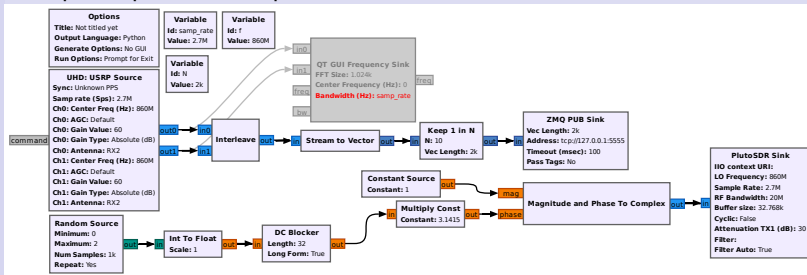 Options
Title: Not titled yet
Output Language: Python
Generate Options: No GUI
Run Options: Prompt for Exit
Variable
Id: samp_rate
Value: 2.7M
Variable
Id: f
Value: 860M
Variable
Id: N
Value: 2k
QT GUI Frequency Sink
FFT Size: 1.024k
Center Frequency (Hz): 0
Bandwidth (Hz): samp_rate
in0
in1
freq
bw
freq
UHD: USRP Source
Sync: Unknown PPS
Samp rate (Sps): 2.7M
Ch0: Center Freq (Hz): 860M
Ch0: AGC: Default
Ch0: Gain Value: 60
Ch0: Gain Type: Absolute (dB)
Ch0: Antenna: RX2
Ch1: Center Freq (Hz): 860M
Ch1: AGC: Default
Ch1: Gain Value: 60
Ch1: Gain Type: Absolute (dB)
Ch1: Antenna: RX2
command
out0
out1
in0
in1
Interleave
out
in
Stream to Vector
out
in
Keep 1 in N
N: 10
Vec Length: 2k
out
in
ZMQ PUB Sink
Vec Length: 2k
Address: tcp://127.0.0.1:5555
Timeout (msec): 100
Pass Tags: No
Constant Source
Constant: 1
out
mag
phase
Magnitude and Phase To Complex
out
in
PlutoSDR Sink
IIO context URI:
LO Frequency: 860M
Sample Rate: 2.7M
RF Bandwidth: 20M
Buffer size: 32.768k
Cyclic: False
Attenuation TX1 (dB): 30
Filter:
Filter Auto: True
in
Multiply Const
Constant: 3.1415
out
Random Source
Minimum: 0
Maximum: 2
Num Samples: 1k
Repeat: Yes
out
in
Int To Float
Scale: 1
out
in
DC Blocker
Length: 32
Long Form: True
out